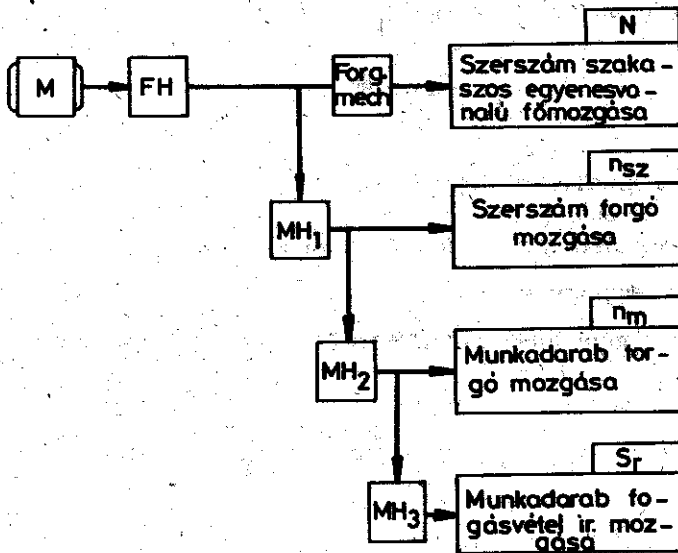 N
M
FH
Forg.
mech
Szerszám szaka-
szos egyenesva-
nalú főmozgása
nsz
MH1
Szerszám forgó
mozgása
nm
MH2
Munkadarab for-
gó mozgása
Sr
MH3
Munkadarab fo-
gásvétel ir. moz-
gása